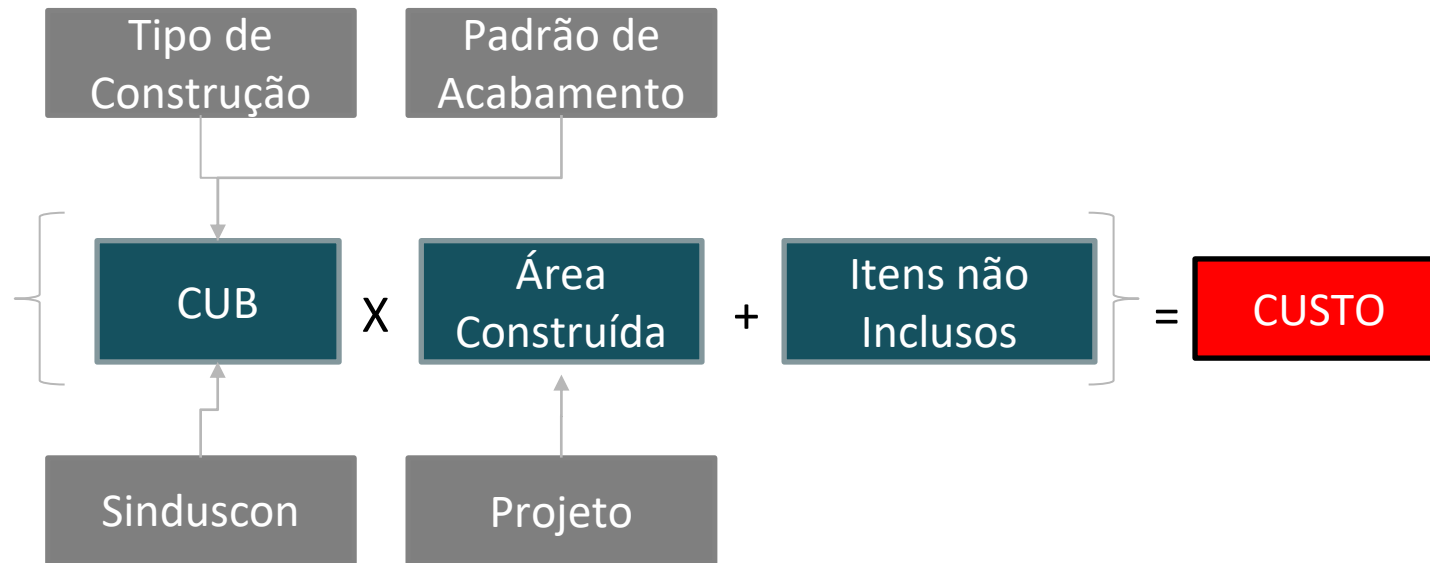 Tipo de
Construção
Padrão de
Acabamento
CUB
X
Área
Construída
+
Itens não
Inclusos
=
CUSTO
Sinduscon
Projeto